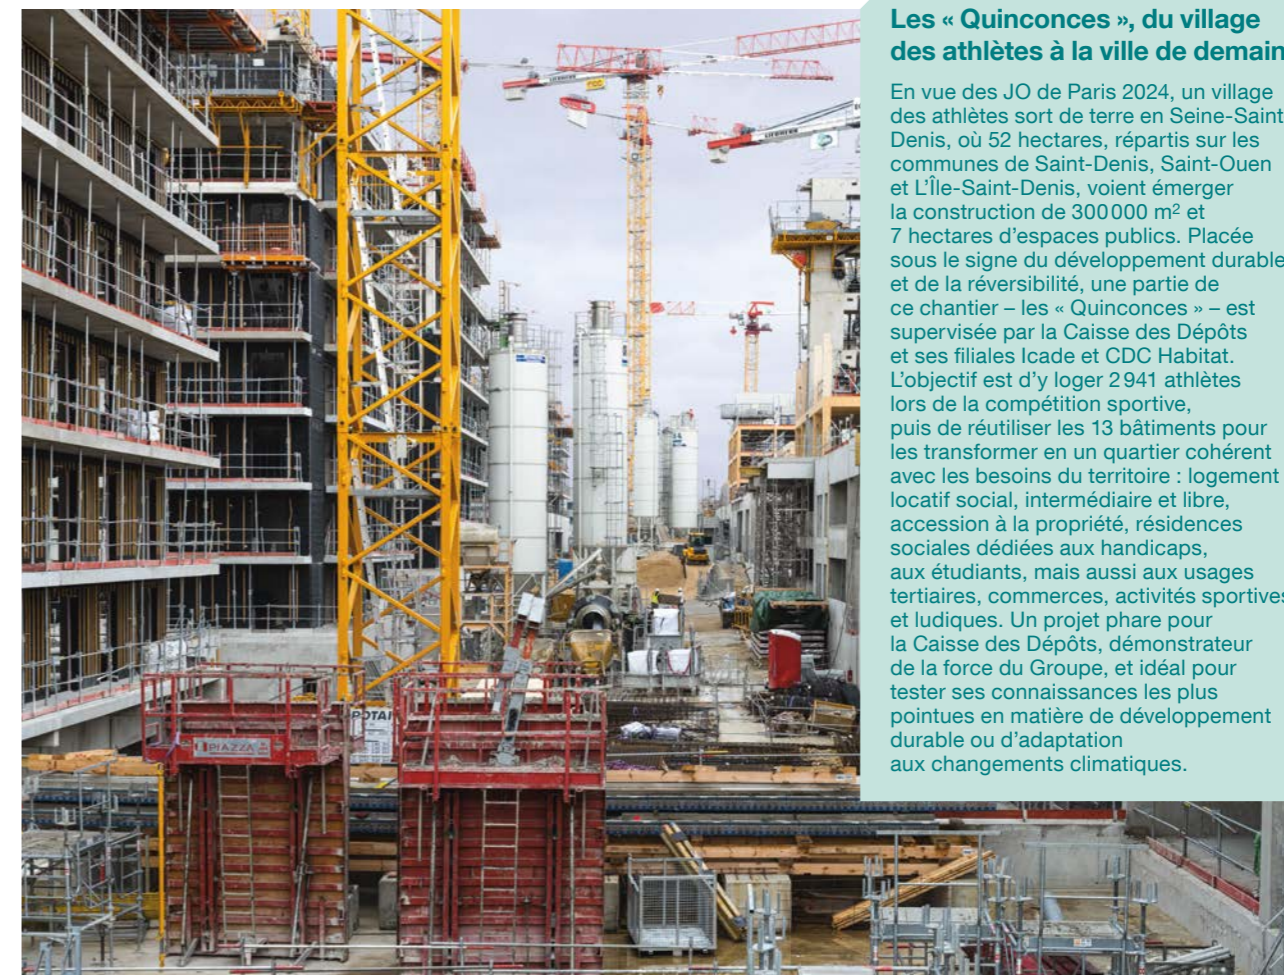 Les « Quinconces », du village
des athlètes à la ville de demain
En vue des JO de Paris 2024, un village
des athlètes sort de terre en Seine-Saint
Denis, où 52 hectares, répartis sur les
communes de Saint-Denis, Saint-Ouen
et L’Île-Saint-Denis, voient émerger
la construction de 300 000 m² et
7 hectares d’espaces publics. Placée
sous le signe du développement durable
et de la réversibilité, une partie de
ce chantier – les « Quinconces » – est
supervisée par la Caisse des Dépôts
et ses filiales Icade et CDC Habitat.
L’objectif est d’y loger 2 941 athlètes
lors de la compétition sportive,
puis de réutiliser les 13 bâtiments pour
les transformer en un quartier cohérent
avec les besoins du territoire : logement
locatif social, intermédiaire et libre,
accession à la propriété, résidences
sociales dédiées aux handicaps,
aux étudiants, mais aussi aux usages
tertiaires, commerces, activités sportives
et ludiques. Un projet phare pour
la Caisse des Dépôts, démonstrateur
de la force du Groupe, et idéal pour
tester ses connaissances les plus
pointues en matière de développement
durable ou d’adaptation
aux changements climatiques.
LIEBHERR
LIEBHERR
POTAI
PIAZZA